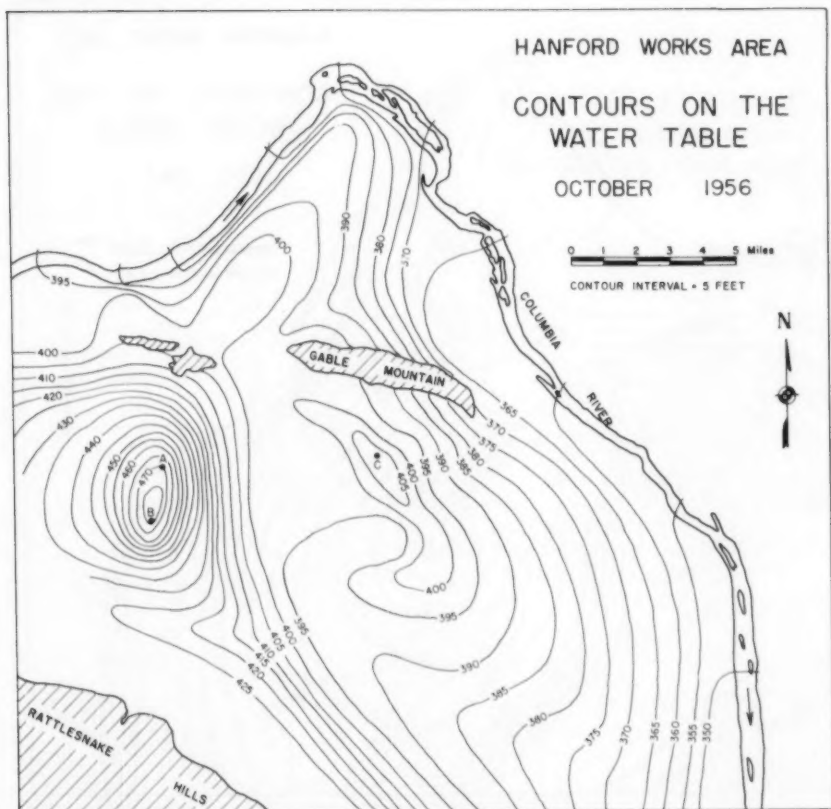 HANFORD WORKS AREA
CONTOURS ON THE
WATER TABLE
OCTOBER 1956
0 1 2 3 4 5 Miles
CONTOUR INTERVAL = 5 FEET
N
COLUMBIA
RIVER
390
380
370
400
395
400
410
420
430
440
450
460
470
A
B
GABLE
MOUNTAIN
365
370
375
380
385
390
395
400
405
C
400
395
390
385
380
375
370
365
360
355
350
395
400
405
410
415
420
425
RATTLESNAKE
HILLS